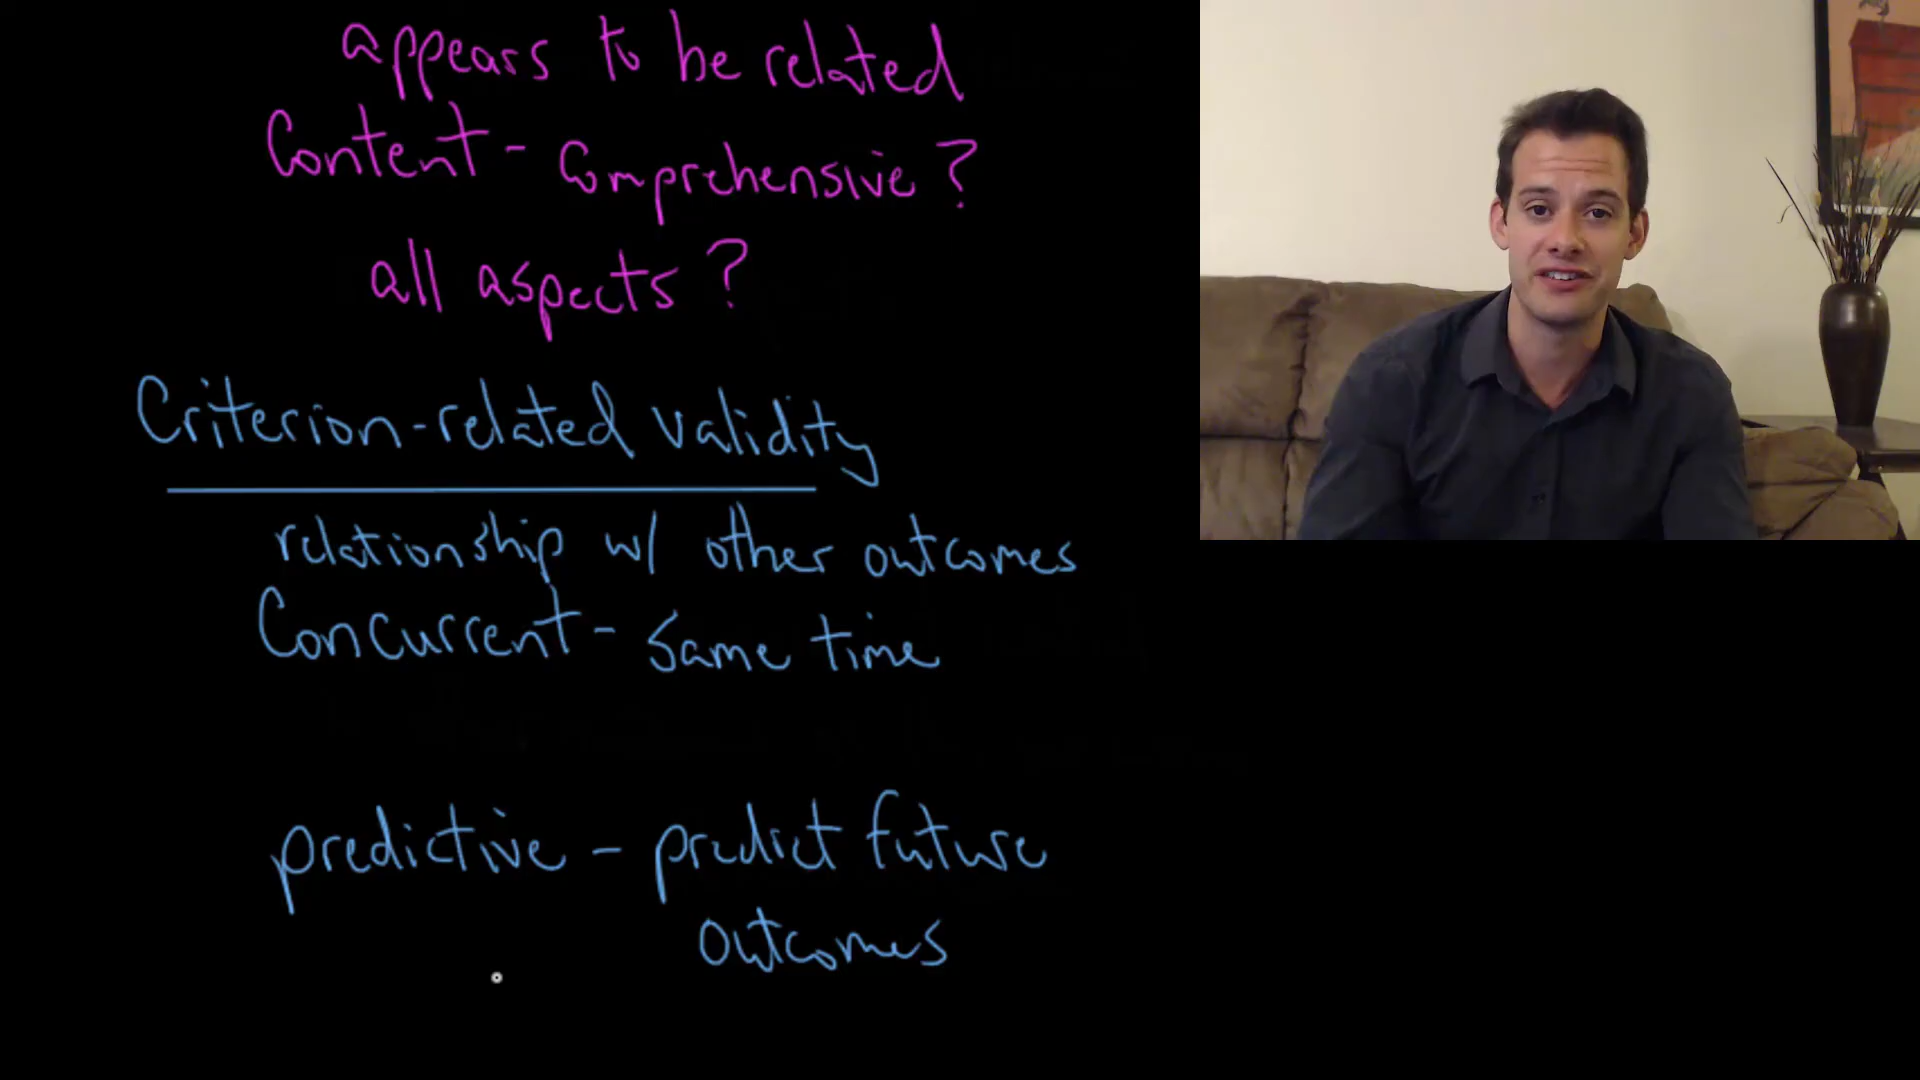 appears to be related
Content - Comprehensive?
all aspects?
Criterion-related validity
relationship w/ other outcomes
Concurrent - same time
predictive - predict future
outcomes